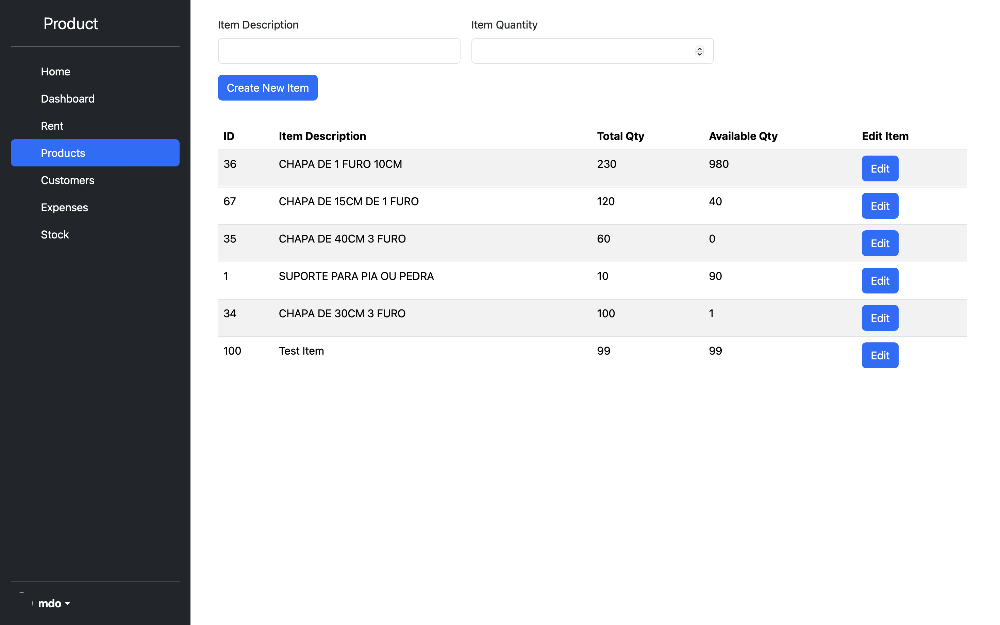 Product
Home
Dashboard
Rent
Products
Customers
Expenses
Stock
mdo
Item Description Item Quantity
Create New Item
ID Item Description Total Qty Available Qty Edit Item
36 CHAPA DE 1 FURO 10CM 230 980 Edit
67 CHAPA DE 15CM DE 1 FURO 120 40 Edit
35 CHAPA DE 40CM 3 FURO 60 0 Edit
1 SUPORTE PARA PIA OU PEDRA 10 90 Edit
34 CHAPA DE 30CM 3 FURO 100 1 Edit
100 Test Item 99 99 Edit